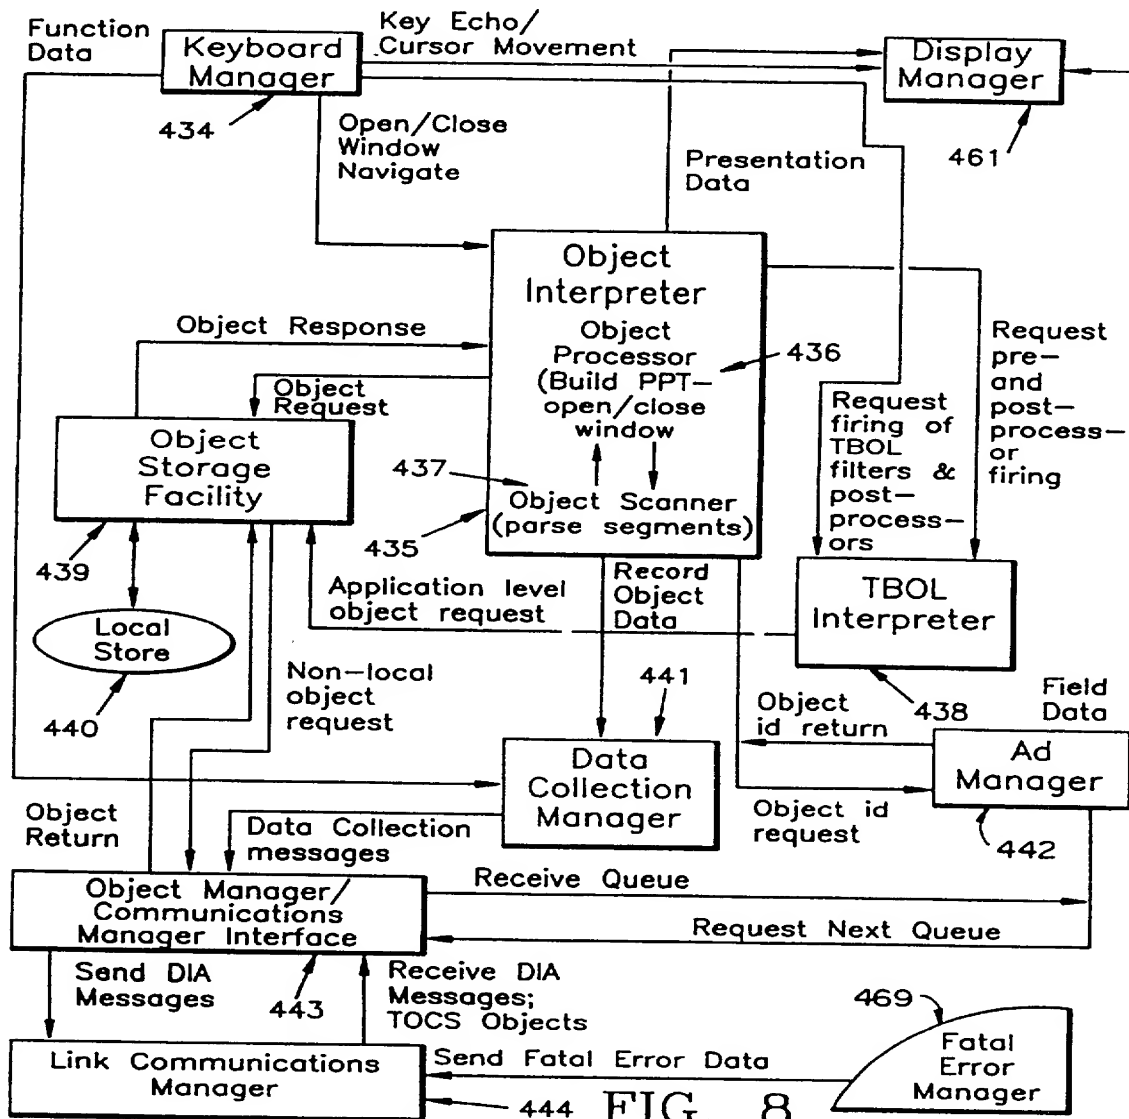 Function
Data
Keyboard
Manager
434
Key Echo/
Cursor Movement
Display
Manager
461
Open/Close
Window
Navigate
Presentation
Data
Object
Interpreter
Object
Processor
(Build PPT-
open/close
window
436
437
Object Scanner
(parse segments)
435
Object Response
Object
Request
Object
Storage
Facility
439
Local
Store
440
Request
firing of
TBOL
filters &
post-
process-
ors
Request
pre-
and
post-
process-
or
firing
TBOL
Interpreter
438
Application level
object request
Record
Object
Data
Non-local
object
request
441
Data
Collection
Manager
Object
id return
Field
Data
Ad
Manager
442
Object id
request
Object
Return
Data Collection
messages
Object Manager/
Communications
Manager Interface
443
Receive Queue
Request Next Queue
Send DIA
Messages
Receive DIA
Messages;
TOCS Objects
469
Fatal
Error
Manager
Link Communications
Manager
Send Fatal Error Data
444
FIG. 8